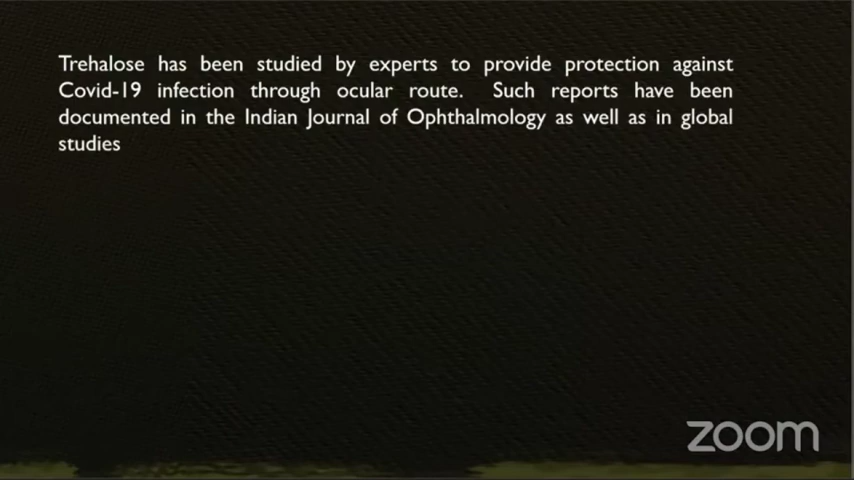 Trehalose has been studied by experts to provide protection against
Covid-19 infection through ocular route. Such reports have been
documented in the Indian Journal of Ophthalmology as well as in global
studies
zoom